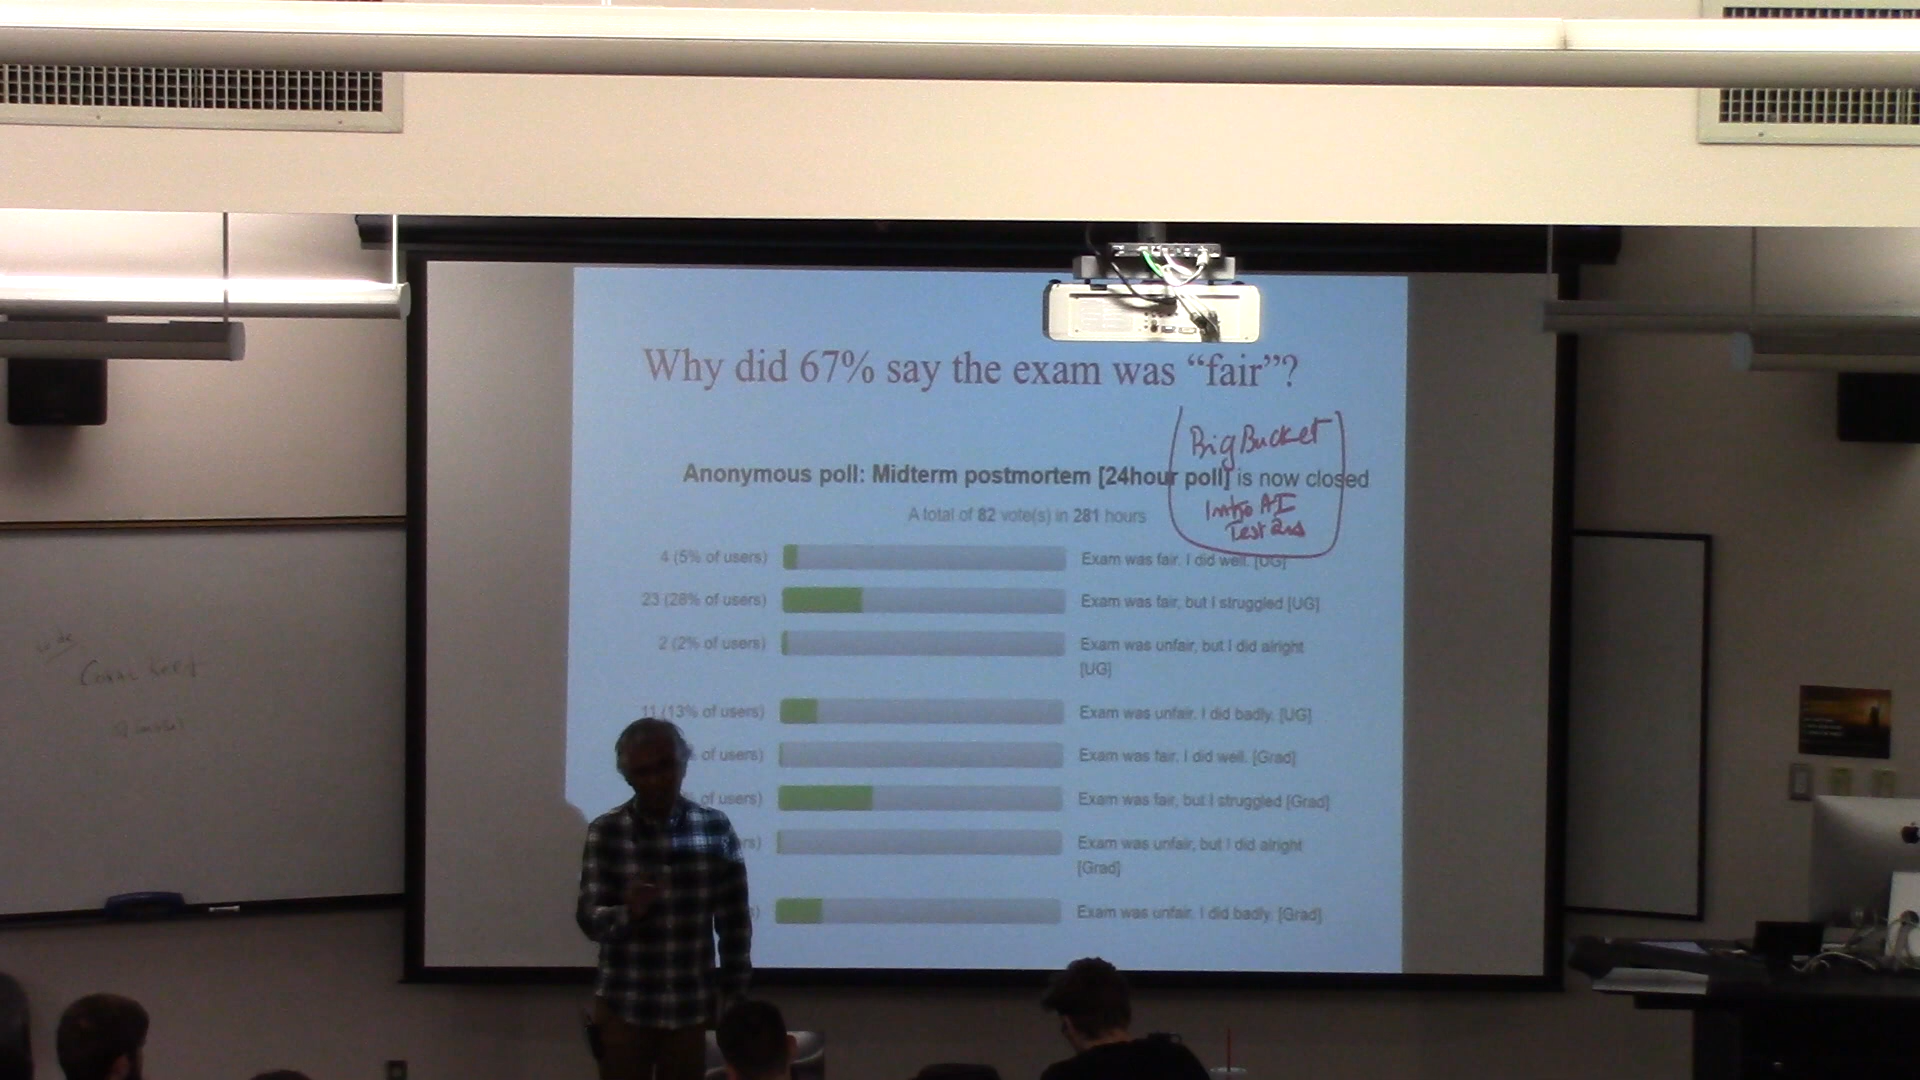 Why did 67% say the exam was “fair”?
Big Bucket
Anonymous poll: Midterm postmortem [24hour poll] is now closed
Intro AI
Test
A total of 82 vote(s) in 281 hours
4 (5% of users) Exam was fair. I did well. [UG]
23 (28% of users) Exam was fair, but I struggled [UG]
2 (2% of users) Exam was unfair, but I did alright
[UG]
11 (13% of users) Exam was unfair. I did badly. [UG]
of users) Exam was fair. I did well. [Grad]
of users) Exam was fair, but I struggled [Grad]
Exam was unfair, but I did alright
[Grad]
Exam was unfair. I did badly. [Grad]